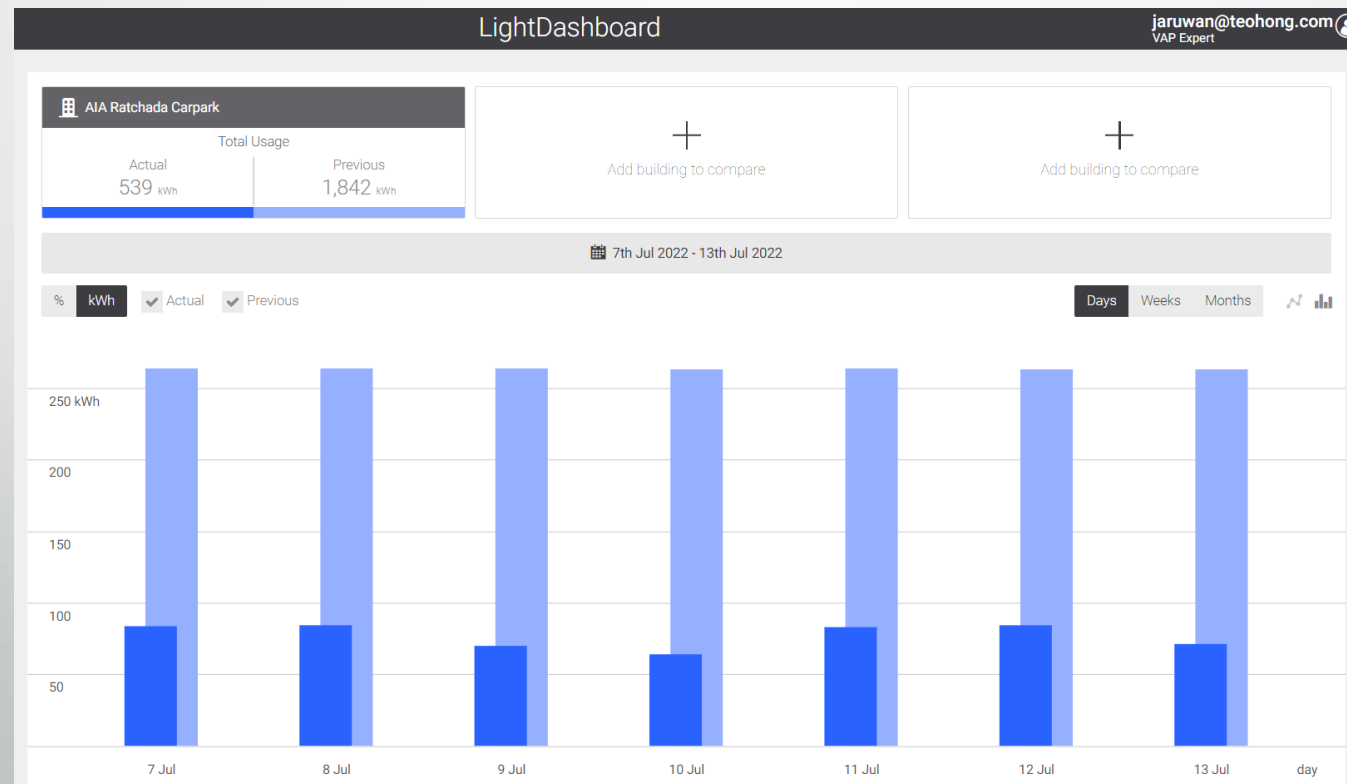 LightDashboard
jaruwan@teohong.com
VAP Expert
AIA Ratchada Carpark
Total Usage
Actual Previous
539 kWh 1,842 kWh
Add building to compare
Add building to compare
7th Jul 2022 - 13th Jul 2022
% kWh Actual Previous Days Weeks Months
250 kWh
200
150
100
50
7 Jul 8 Jul 9 Jul 10 Jul 11 Jul 12 Jul 13 Jul day